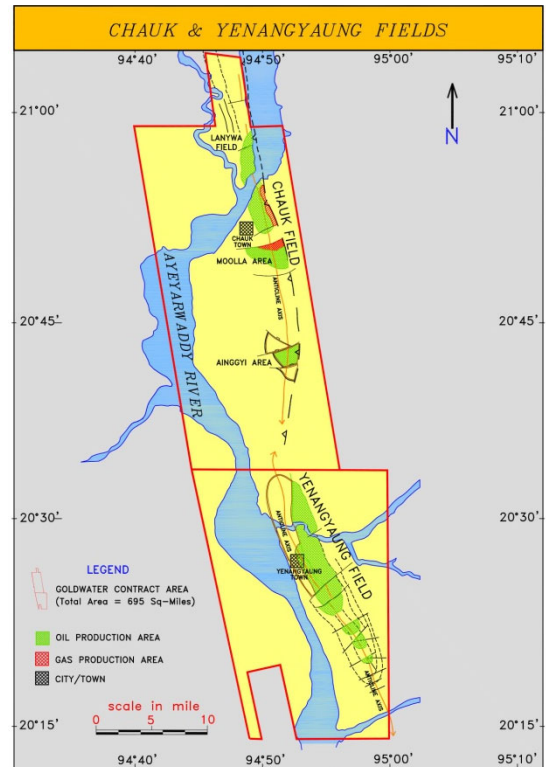 CHAUK & YENANGYAUNG FIELDS
94°40' 94°50' 95°00' 95°10'
21°00' 21°00'
N
LANYWA
FIELD
CHAUK FIELD
CHAUK
TOWN
MOOLLA AREA
ANTICLINE AXIS
AYEYARWADDY RIVER
20°45' 20°45'
AINGGYI AREA
20°30' 20°30'
YENANGYAUNG FIELD
ANTICLINE AXIS
YENANGYAUNG
TOWN
ANTICLINE AXIS
LEGEND
GOLDWATER CONTRACT AREA
(Total Area = 695 Sq-Miles)
OIL PRODUCTION AREA
GAS PRODUCTION AREA
CITY/TOWN
scale in mile
0 5 10
20°15' 20°15'
94°40' 94°50' 95°00' 95°10'